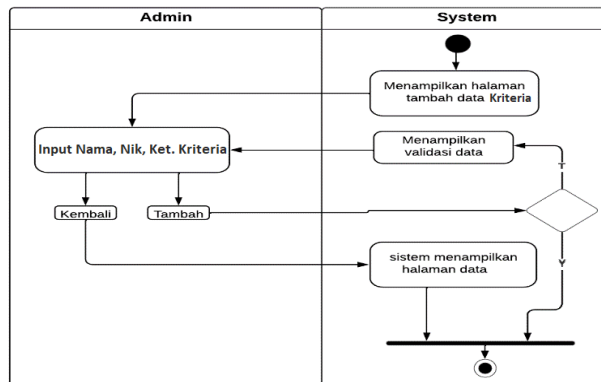 Admin
System
Menampilkan halaman
tambah data Kriteria
Input Nama, Nik, Ket. Kriteria
Menampilkan
validasi data
T
Kembali
Tambah
sistem menampilkan
halaman data
Y